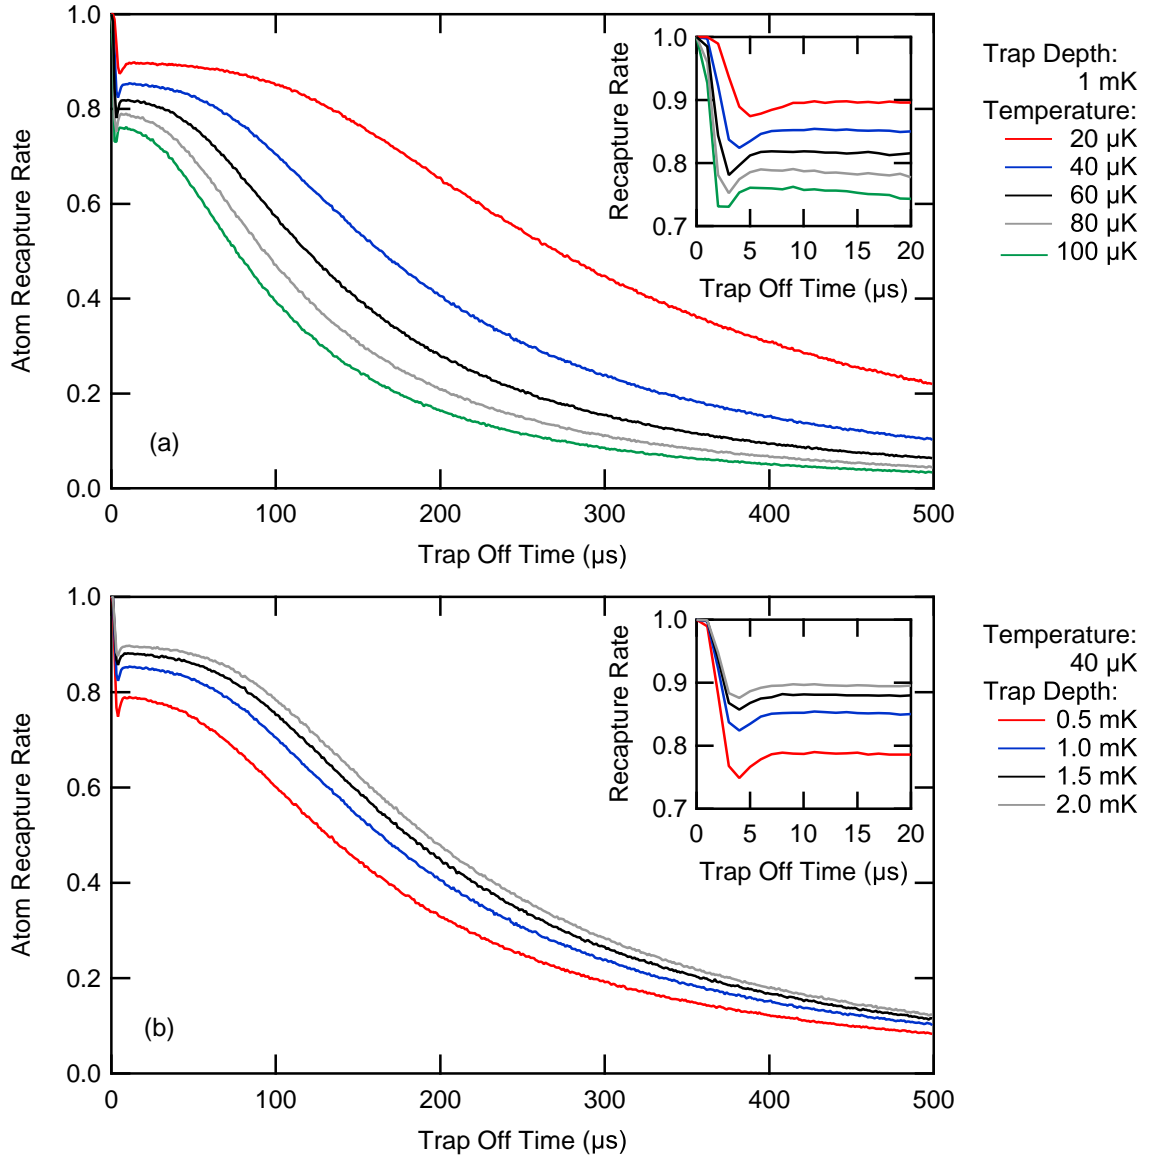 1.0
0.8
0.6
0.4
0.2
0.0
Atom Recapture Rate
0
100
200
300
400
500
Trap Off Time (µs)
(a)
1.0
0.9
0.8
0.7
Recapture Rate
0
5
10
15
20
Trap Off Time (µs)
Trap Depth:
1 mK
Temperature:
20 µK
40 µK
60 µK
80 µK
100 µK
1.0
0.8
0.6
0.4
0.2
0.0
Atom Recapture Rate
0
100
200
300
400
500
Trap Off Time (µs)
(b)
1.0
0.9
0.8
0.7
Recapture Rate
0
5
10
15
20
Trap Off Time (µs)
Temperature:
40 µK
Trap Depth:
0.5 mK
1.0 mK
1.5 mK
2.0 mK